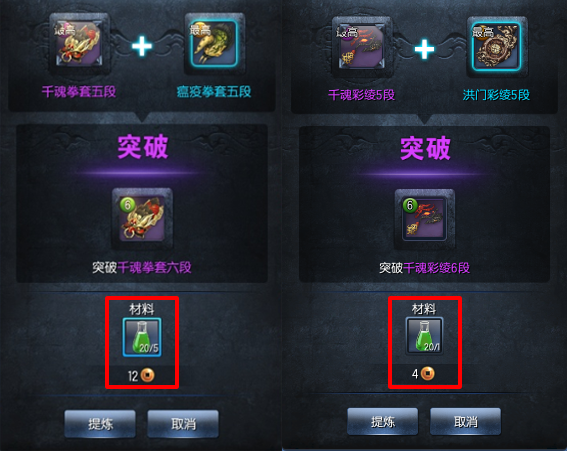 最高
最高
千魂拳套五段
瘟疫拳套五段
突破
6
突破千魂拳套六段
材料
20/5
12
提炼
取消
最高
最高
千魂彩绫5段
洪门彩绫5段
突破
6
突破千魂彩绫6段
材料
20/1
4
提炼
取消